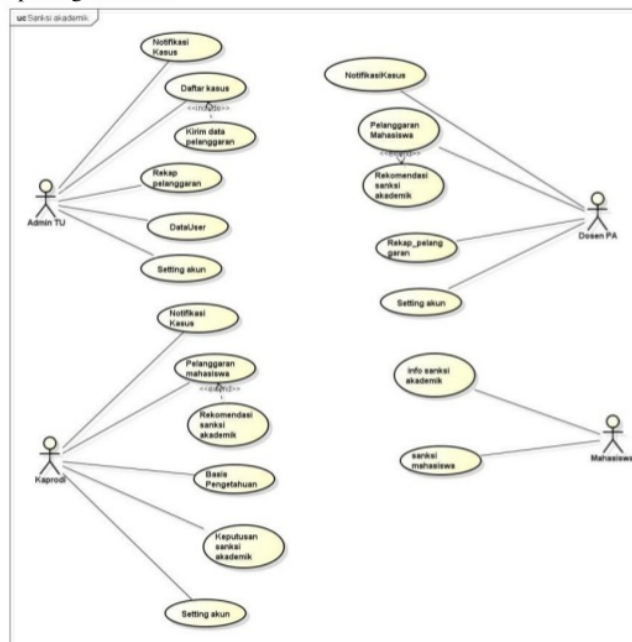 uc Sanksi akademik
Notifikasi
Kasus
Daftar kasus
<<include>>
Kirim data
pelanggaran
Rekap
pelanggaran
DataUser
Setting akun
Admin TU
NotifikasiKasus
Pelanggaran
Mahasiswa
<<extend>>
Rekomendasi
sanksi
akademik
Rekap_pelang
garan
Setting akun
Dosen PA
Notifikasi
Kasus
Pelanggaran
mahasiswa
<<extend>>
Rekomendasi
sanksi
akademik
Basis
Pengetahuan
Keputusan
sanksi
akademik
Setting akun
Kaprodi
info sanksi
akademik
sanksi
mahasiswa
Mahasiswa